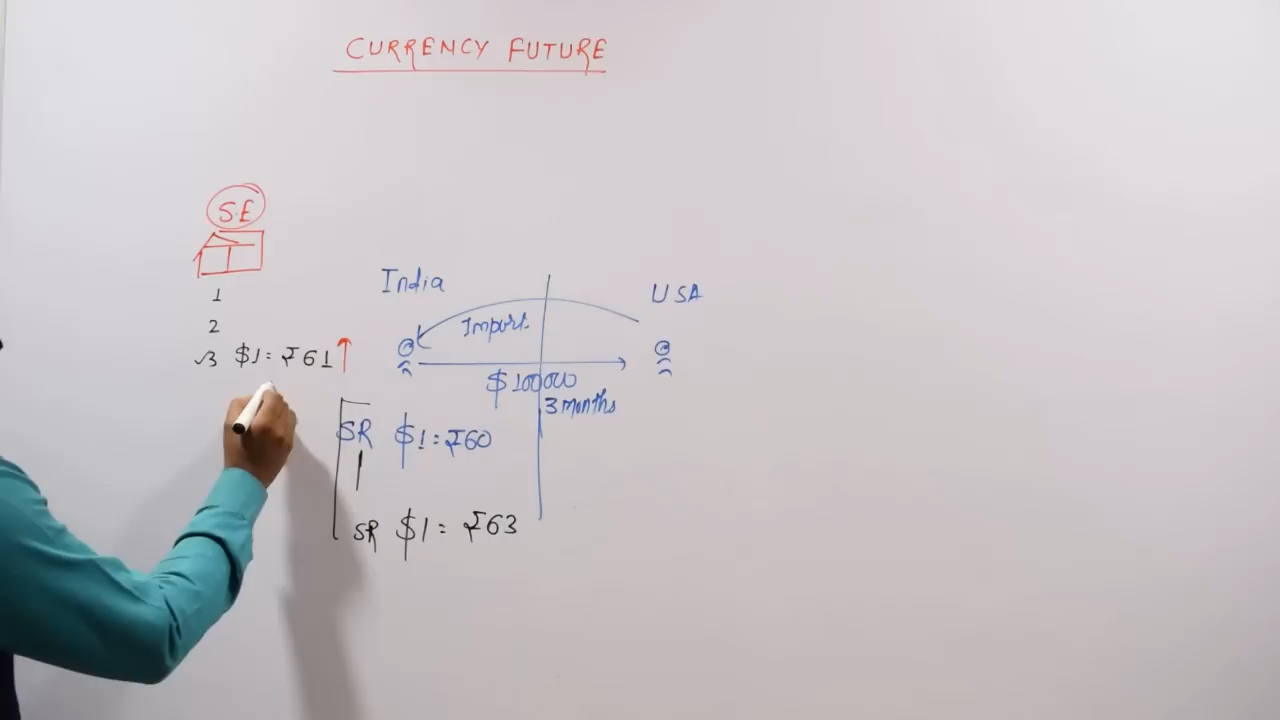 CURRENCY FUTURE
S.E
1
2
✓3 $1 = ₹61 ↑
India
USA
Import
$ 100000
3 months
SR $1 = ₹60
SR $1 = ₹63